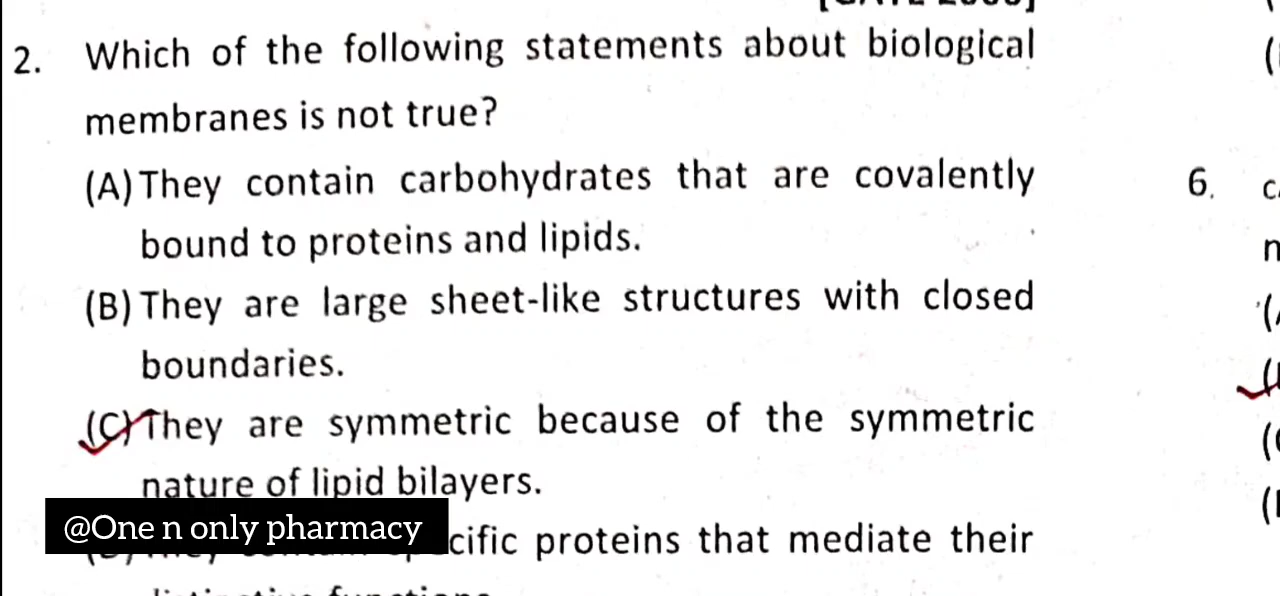 2. Which of the following statements about biological
membranes is not true?
(A) They contain carbohydrates that are covalently
bound to proteins and lipids.
(B) They are large sheet-like structures with closed
boundaries.
(C) They are symmetric because of the symmetric
nature of lipid bilayers.
@One n only pharmacy
cific proteins that mediate their
6.